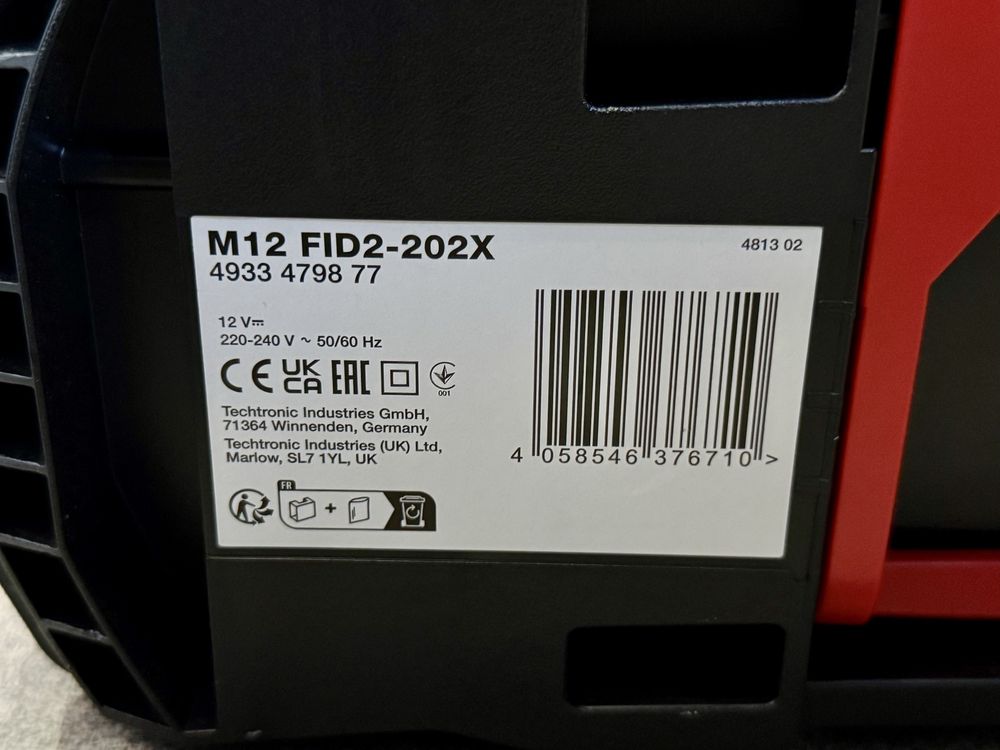 M12 FID2-202X
4933 4798 77
4813 02
12 V
220-240 V ~ 50/60 Hz
CE UK CA EAC
001
Techtronic Industries GmbH,
71364 Winnenden, Germany
Techtronic Industries (UK) Ltd,
Marlow, SL7 1YL, UK
FR
+
4 058546 376710 >